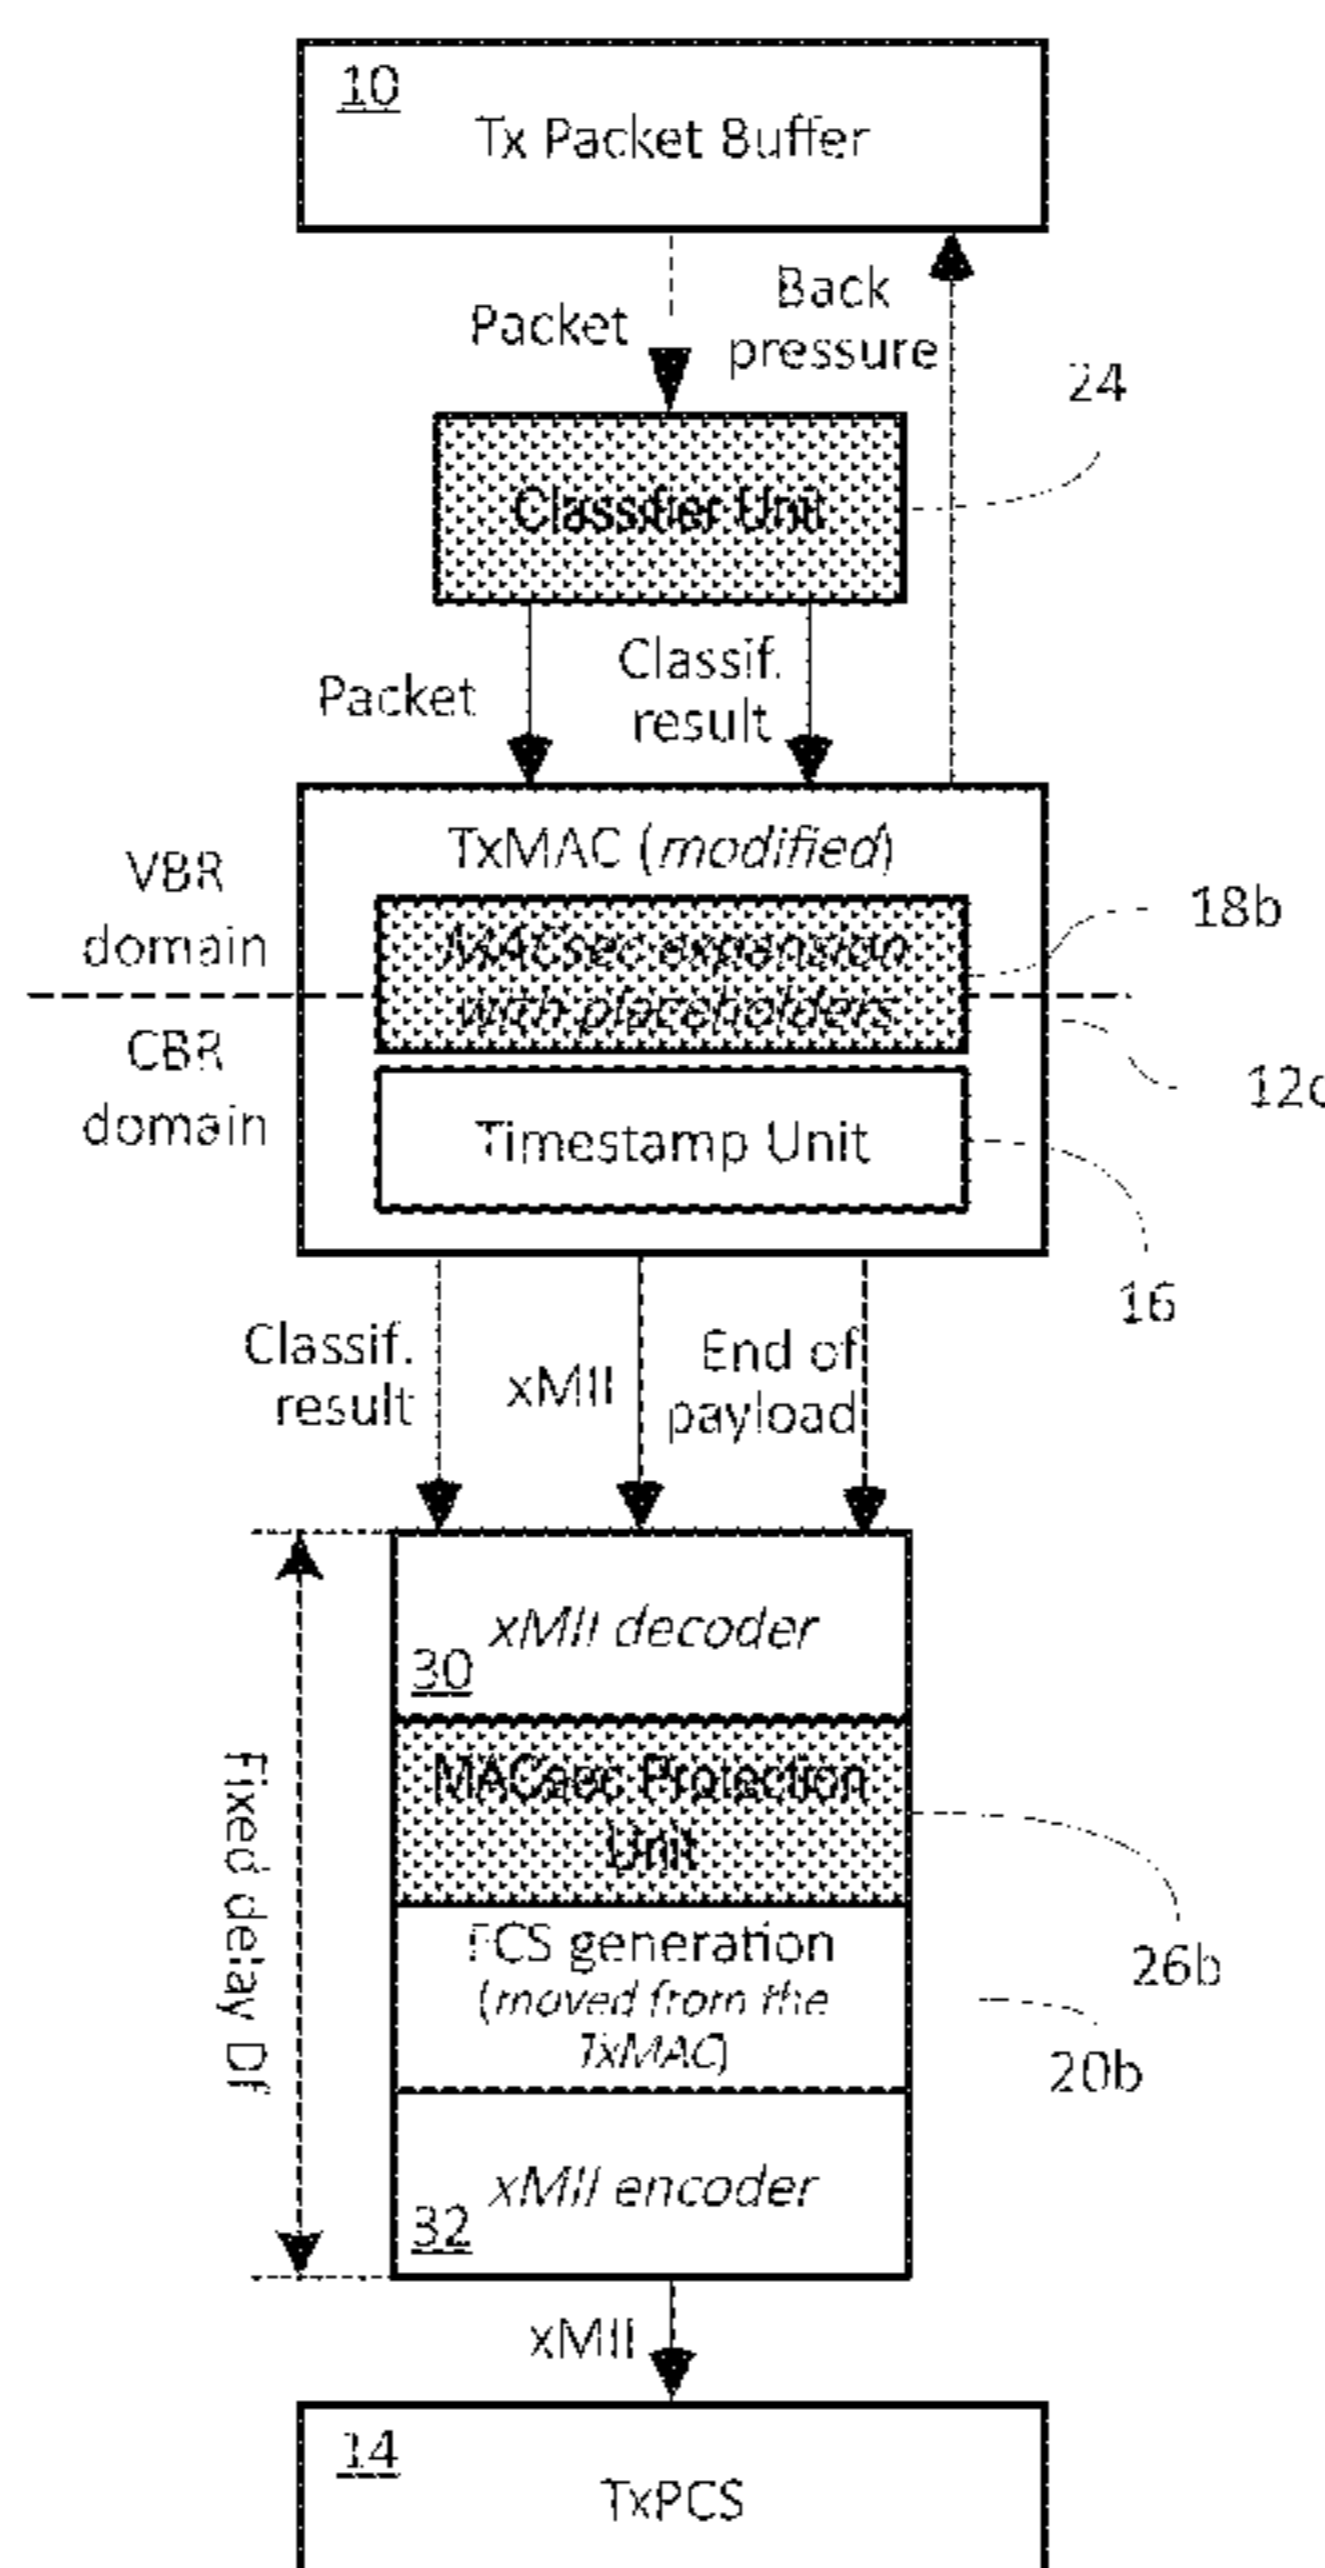 10
Tx Packet Buffer
Packet
Back
pressure
24
Classifier Unit
Packet
Classif.
result
TxMAC (modified)
VBR
domain
MACsec expansion
with placeholders
18b
CBR
domain
12c
Timestamp Unit
16
Classif.
result
xMII
End of
payload
xMII decoder
30
MACsec Protection
Unit
Fixed delay Df
FCS generation
(moved from the
TxMAC)
26b
20b
xMII encoder
32
xMII
14
TxPCS